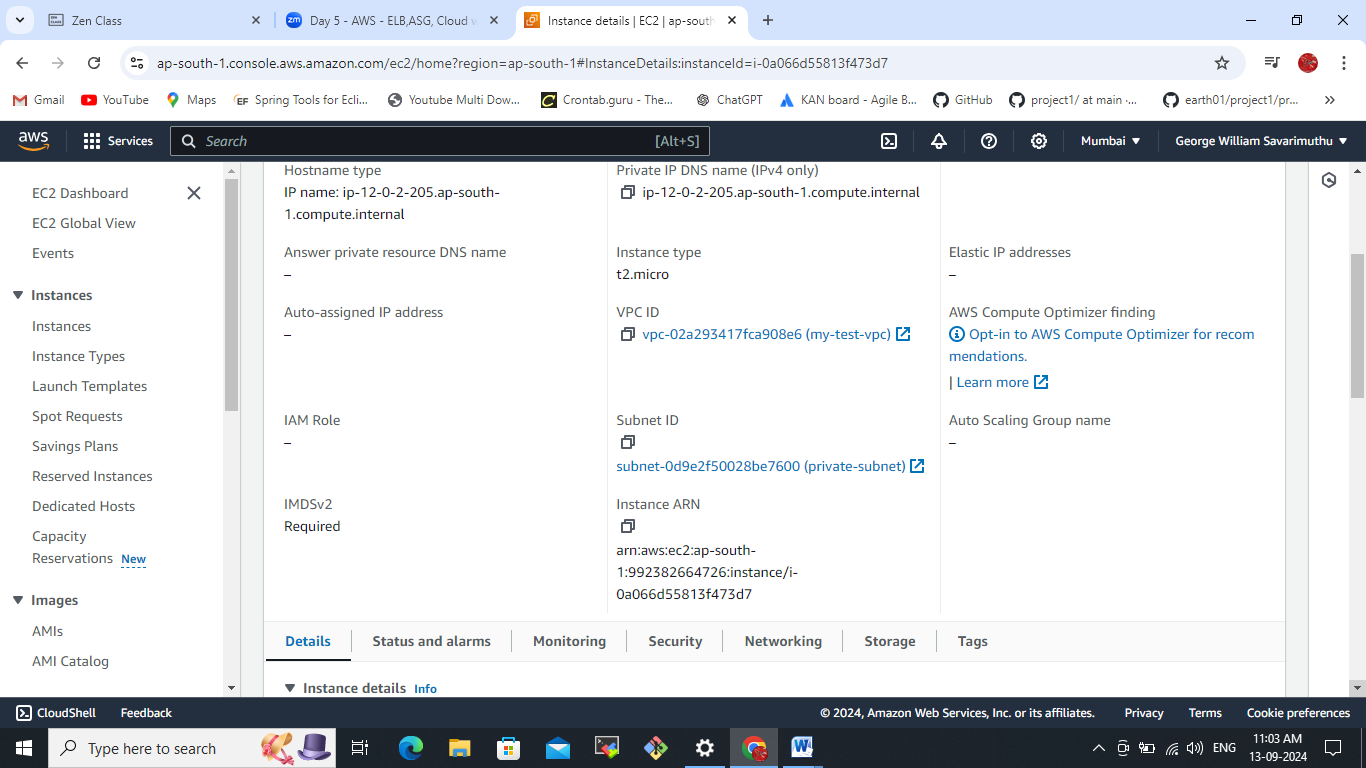 Zen Class
zm Day 5 - AWS - ELB,ASG, Cloud w
Instance details | EC2 | ap-sout
ap-south-1.console.aws.amazon.com/ec2/home?region=ap-south-1#InstanceDetails:instanceId=i-0a066d55813f473d7
Gmail YouTube Maps EF Spring Tools for Ecli... Youtube Multi Dow... Crontab.guru - The... ChatGPT KAN board - Agile B... GitHub project1/ at main ·... earth01/project1/pr...
aws Services Search [Alt+S] Mumbai George William Savarimuthu
EC2 Dashboard
EC2 Global View
Events
Instances
Instances
Instance Types
Launch Templates
Spot Requests
Savings Plans
Reserved Instances
Dedicated Hosts
Capacity
Reservations New
Images
AMIs
AMI Catalog
Hostname type
IP name: ip-12-0-2-205.ap-south-
1.compute.internal
Private IP DNS name (IPv4 only)
ip-12-0-2-205.ap-south-1.compute.internal
Answer private resource DNS name
–
Instance type
t2.micro
Elastic IP addresses
–
Auto-assigned IP address
–
VPC ID
vpc-02a293417fca908e6 (my-test-vpc)
AWS Compute Optimizer finding
Opt-in to AWS Compute Optimizer for recom
mendations.
| Learn more
IAM Role
–
Subnet ID
subnet-0d9e2f50028be7600 (private-subnet)
Auto Scaling Group name
–
IMDSv2
Required
Instance ARN
arn:aws:ec2:ap-south-
1:992382664726:instance/i-
0a066d55813f473d7
Details Status and alarms Monitoring Security Networking Storage Tags
Instance details Info
CloudShell Feedback © 2024, Amazon Web Services, Inc. or its affiliates. Privacy Terms Cookie preferences
Type here to search ENG
11:03 AM
13-09-2024